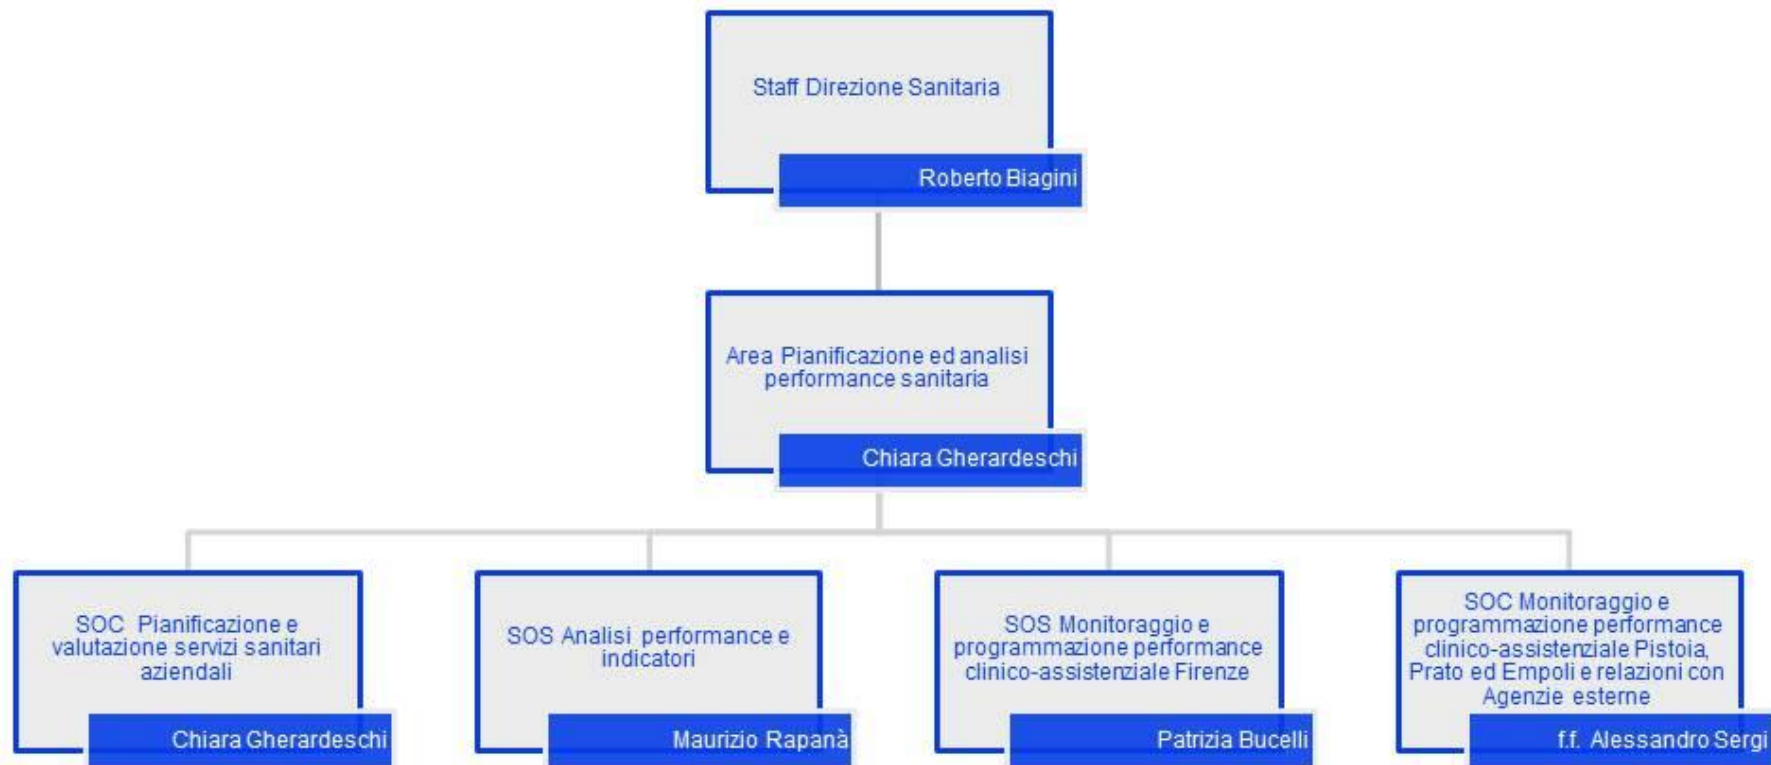 Staff Direzione Sanitaria
Roberto Biagini
Area Pianificazione ed analisi
performance sanitaria
Chiara Gherardeschi
SOC Pianificazione e
valutazione servizi sanitari
aziendali
Chiara Gherardeschi
SOS Analisi performance e
indicatori
Maurizio Rapanà
SOS Monitoraggio e
programmazione performance
clinico-assistenziale Firenze
Patrizia Bucelli
SOC Monitoraggio e
programmazione performance
clinico-assistenziale Pistoia,
Prato ed Empoli e relazioni con
Agenzie esterne
f.f. Alessandro Sergi